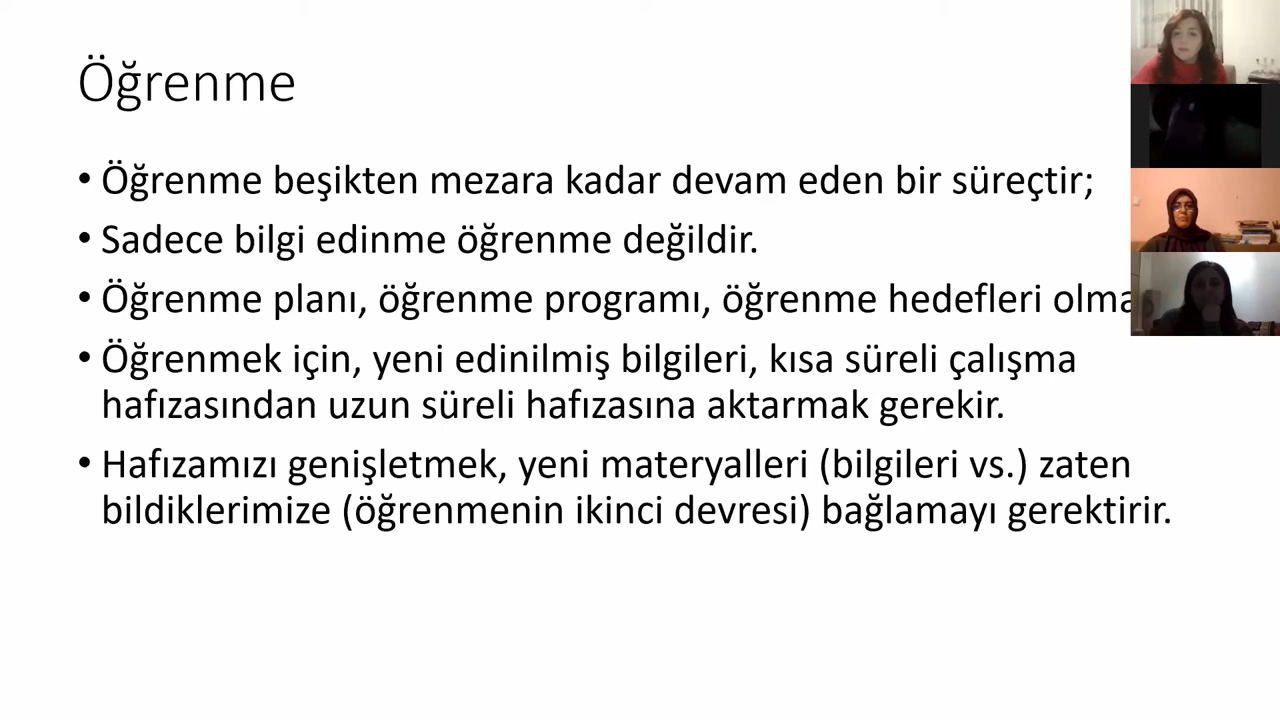 Öğrenme
• Öğrenme beşikten mezara kadar devam eden bir süreçtir;
• Sadece bilgi edinme öğrenme değildir.
• Öğrenme planı, öğrenme programı, öğrenme hedefleri
• Öğrenmek için, yeni edinilmiş bilgileri, kısa süreli çalışma
hafızasından uzun süreli hafızasına aktarmak gerekir.
• Hafızamızı genişletmek, yeni materyalleri (bilgileri vs.) zaten
bildiklerimize (öğrenmenin ikinci devresi) bağlamayı gerektirir.